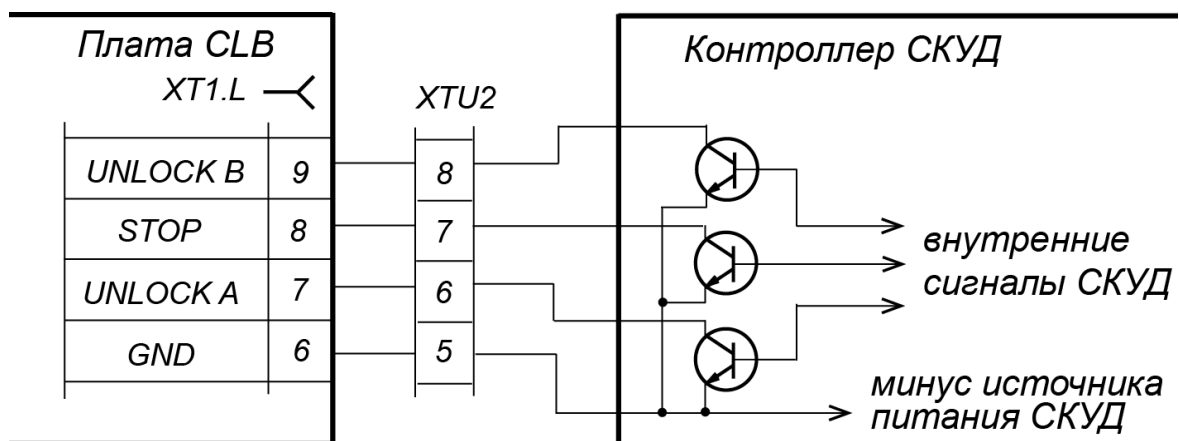 Плата CLB
XT1.L
XTU2
Контроллер СКУД
UNLOCK B 9 8
STOP 8 7
UNLOCK A 7 6
GND 6 5
внутренние
сигналы СКУД
минус источника
питания СКУД